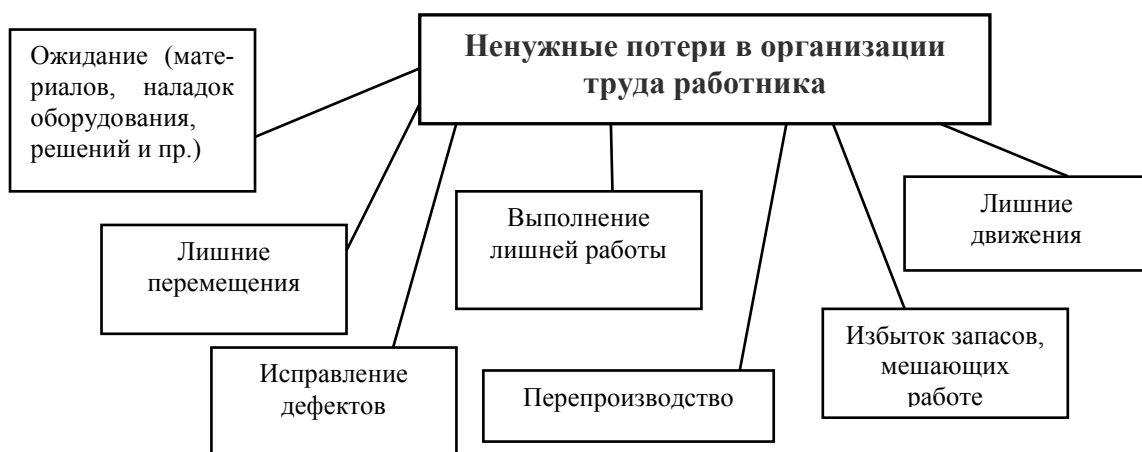 Ненужные потери в организации
труда работника
Ожидание (мате-
риалов, наладок
оборудования,
решений и пр.)
Лишние
перемещения
Исправление
дефектов
Выполнение
лишней работы
Перепроизводство
Избыток запасов,
мешающих
работе
Лишние
движения